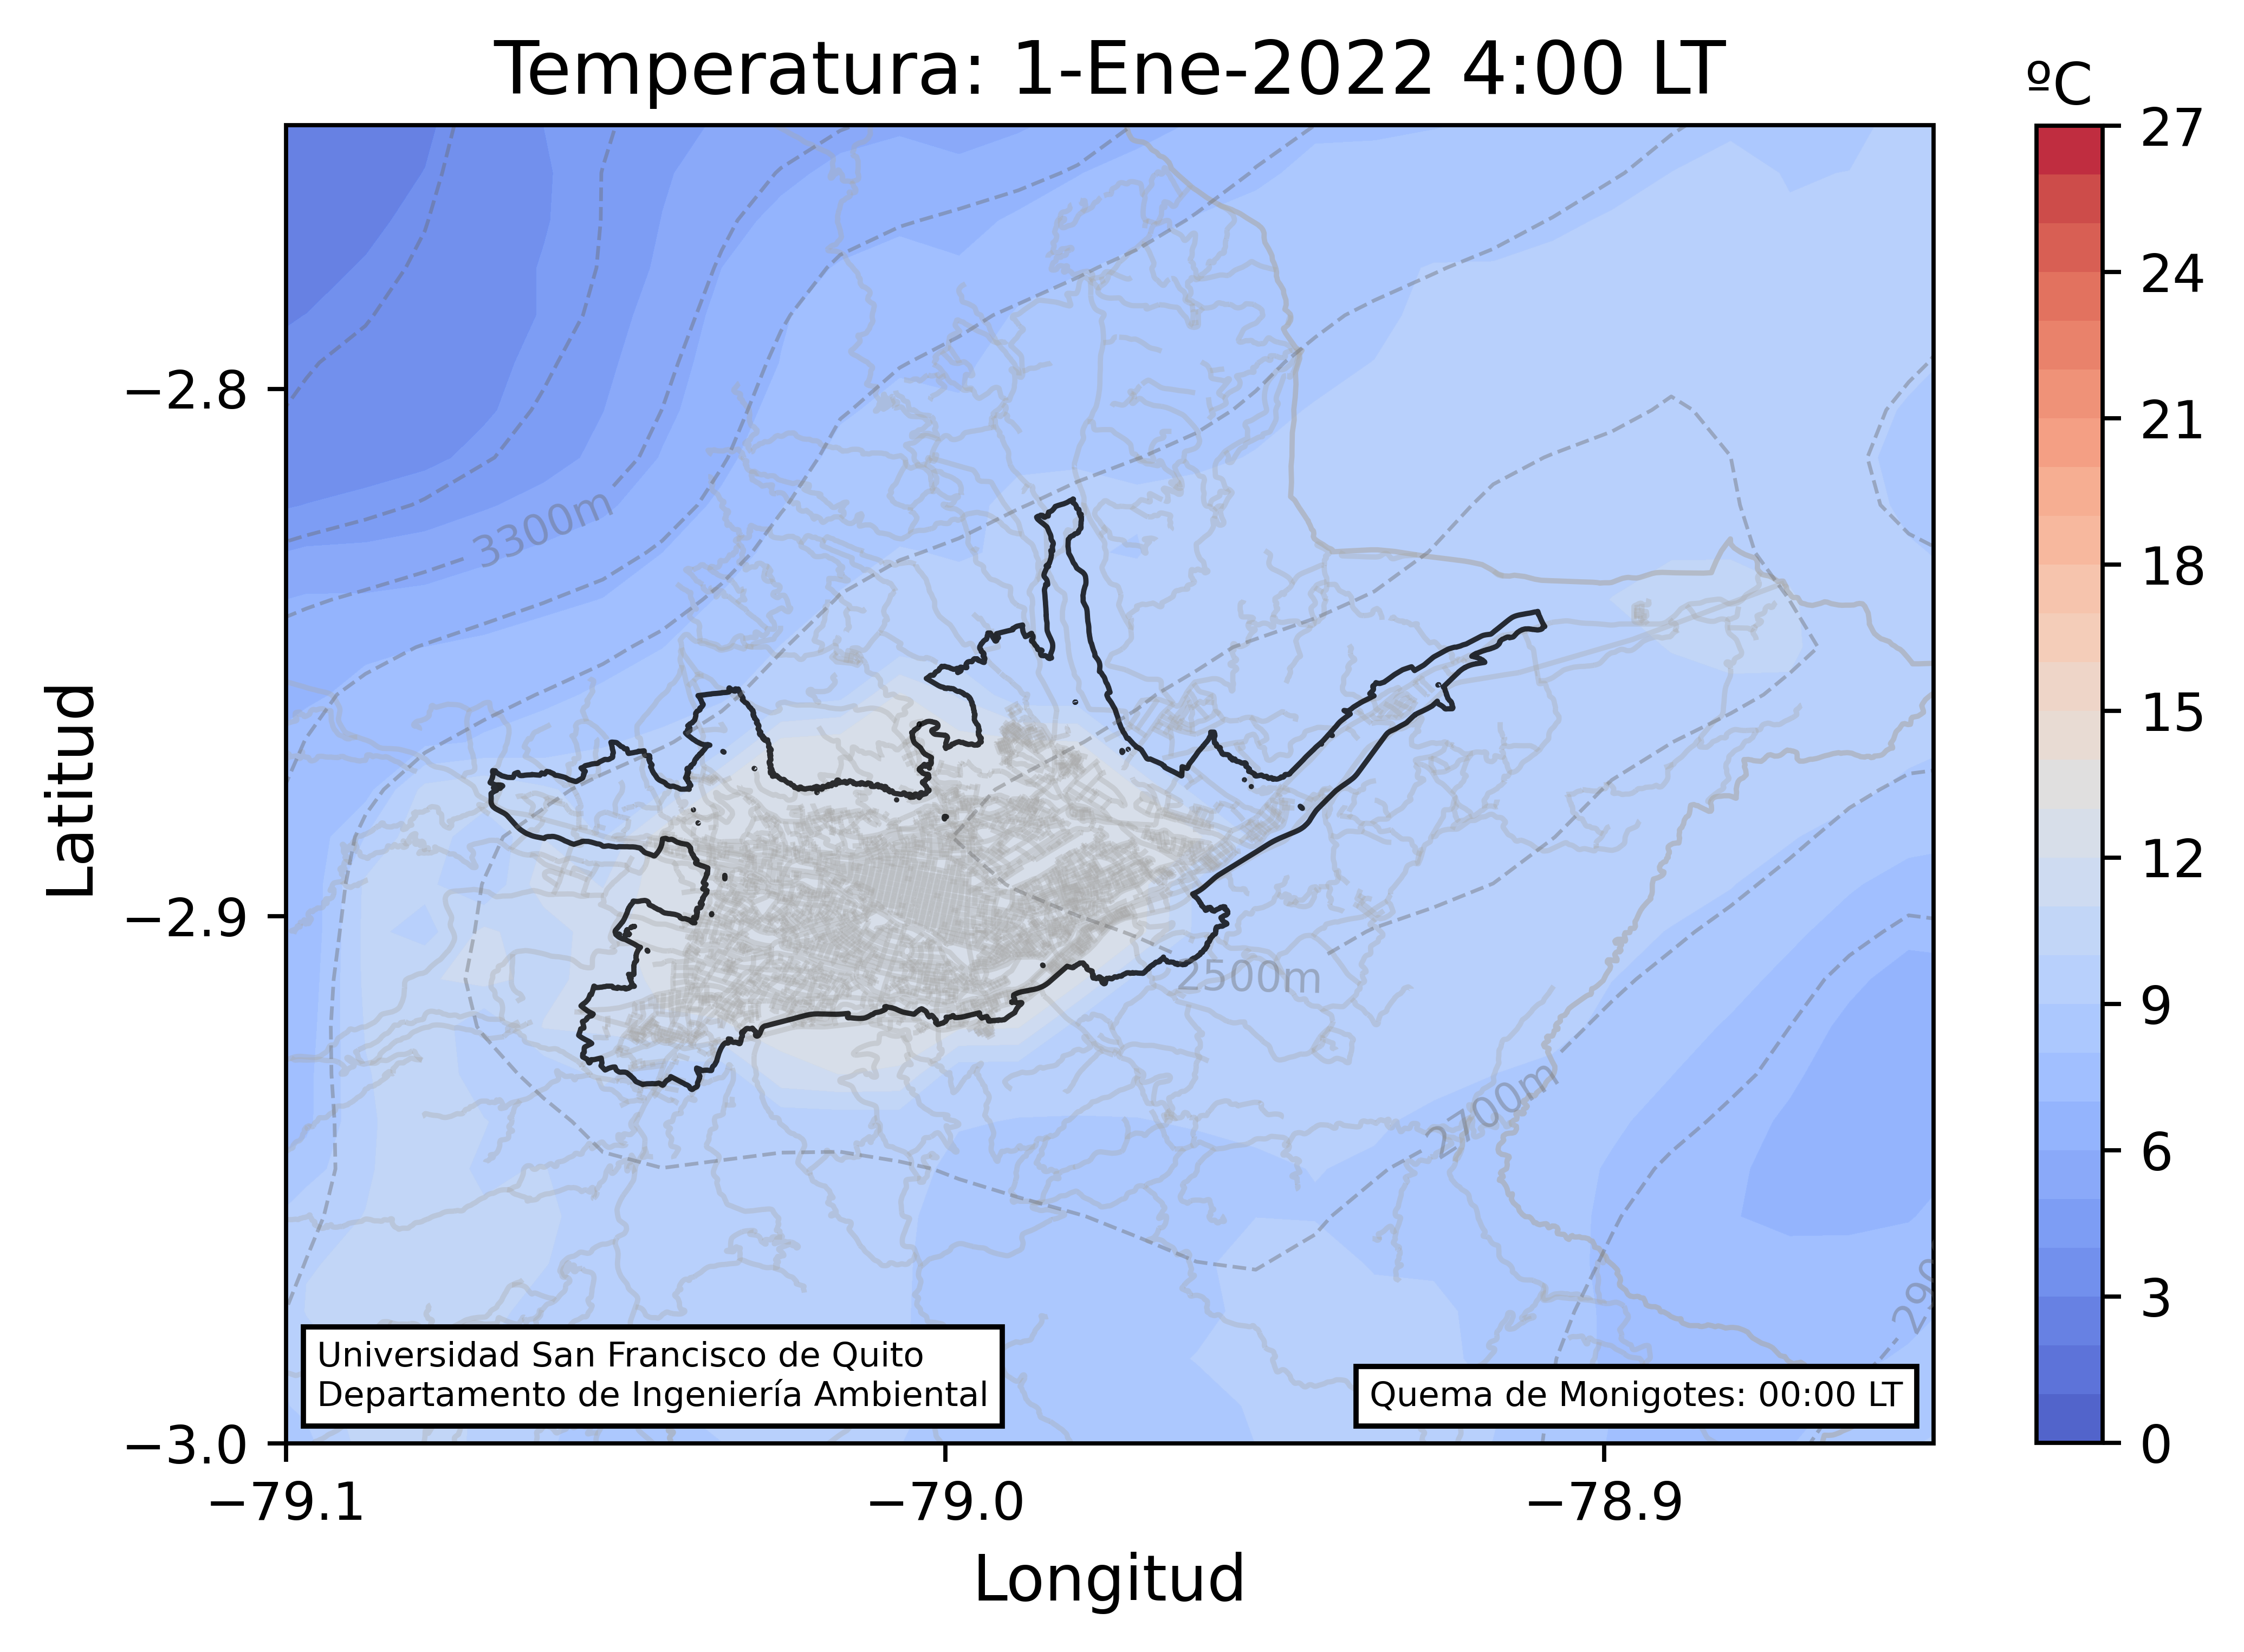 Temperatura: 1-Ene-2022 4:00 LT
ºC
27
24
21
18
15
12
9
6
3
0
Latitud
−2.8
−2.9
−3.0
3300m
2500m
2700m
290
Universidad San Francisco de Quito
Departamento de Ingeniería Ambiental
Quema de Monigotes: 00:00 LT
−79.1
−79.0
−78.9
Longitud